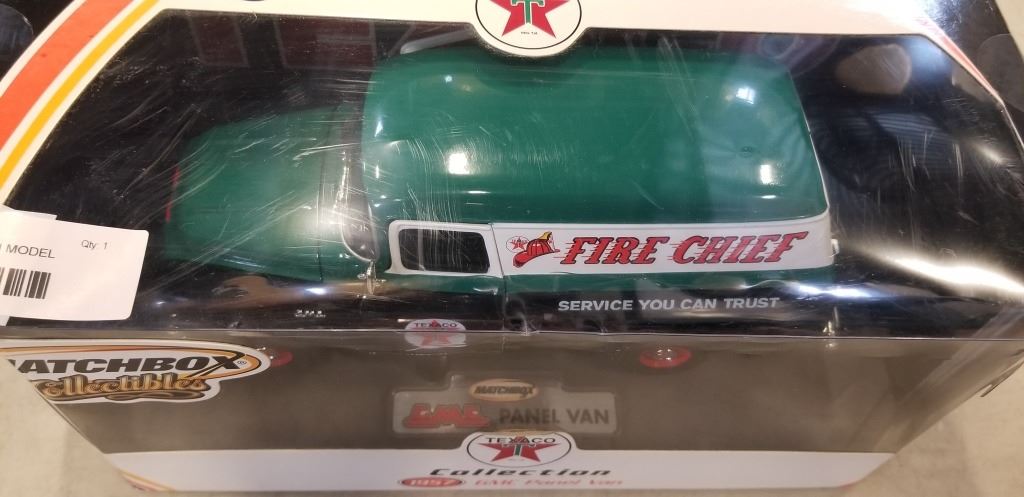 T
MODEL
Qty: 1
FIRE CHIEF
SERVICE YOU CAN TRUST
TEXACO
T
MATCHBOX®
Collectibles
MATCHBOX
GMC PANEL VAN
TEXACO
T
Collection
1957 GMC Panel Van